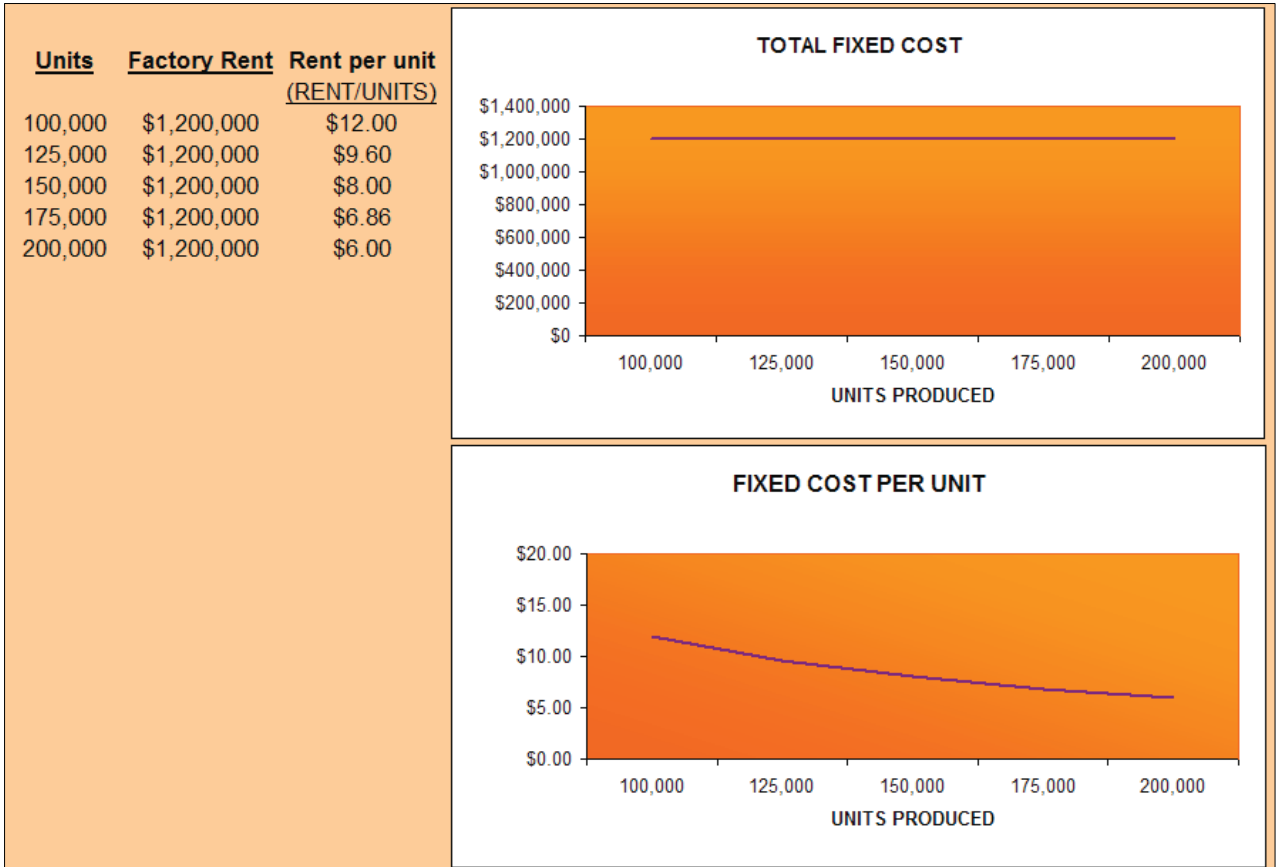 Units Factory Rent Rent per unit
(RENT/UNITS)
100,000 $1,200,000 $12.00
125,000 $1,200,000 $9.60
150,000 $1,200,000 $8.00
175,000 $1,200,000 $6.86
200,000 $1,200,000 $6.00
TOTAL FIXED COST
$1,400,000
$1,200,000
$1,000,000
$800,000
$600,000
$400,000
$200,000
$0
100,000 125,000 150,000 175,000 200,000
UNITS PRODUCED
FIXED COST PER UNIT
$20.00
$15.00
$10.00
$5.00
$0.00
100,000 125,000 150,000 175,000 200,000
UNITS PRODUCED